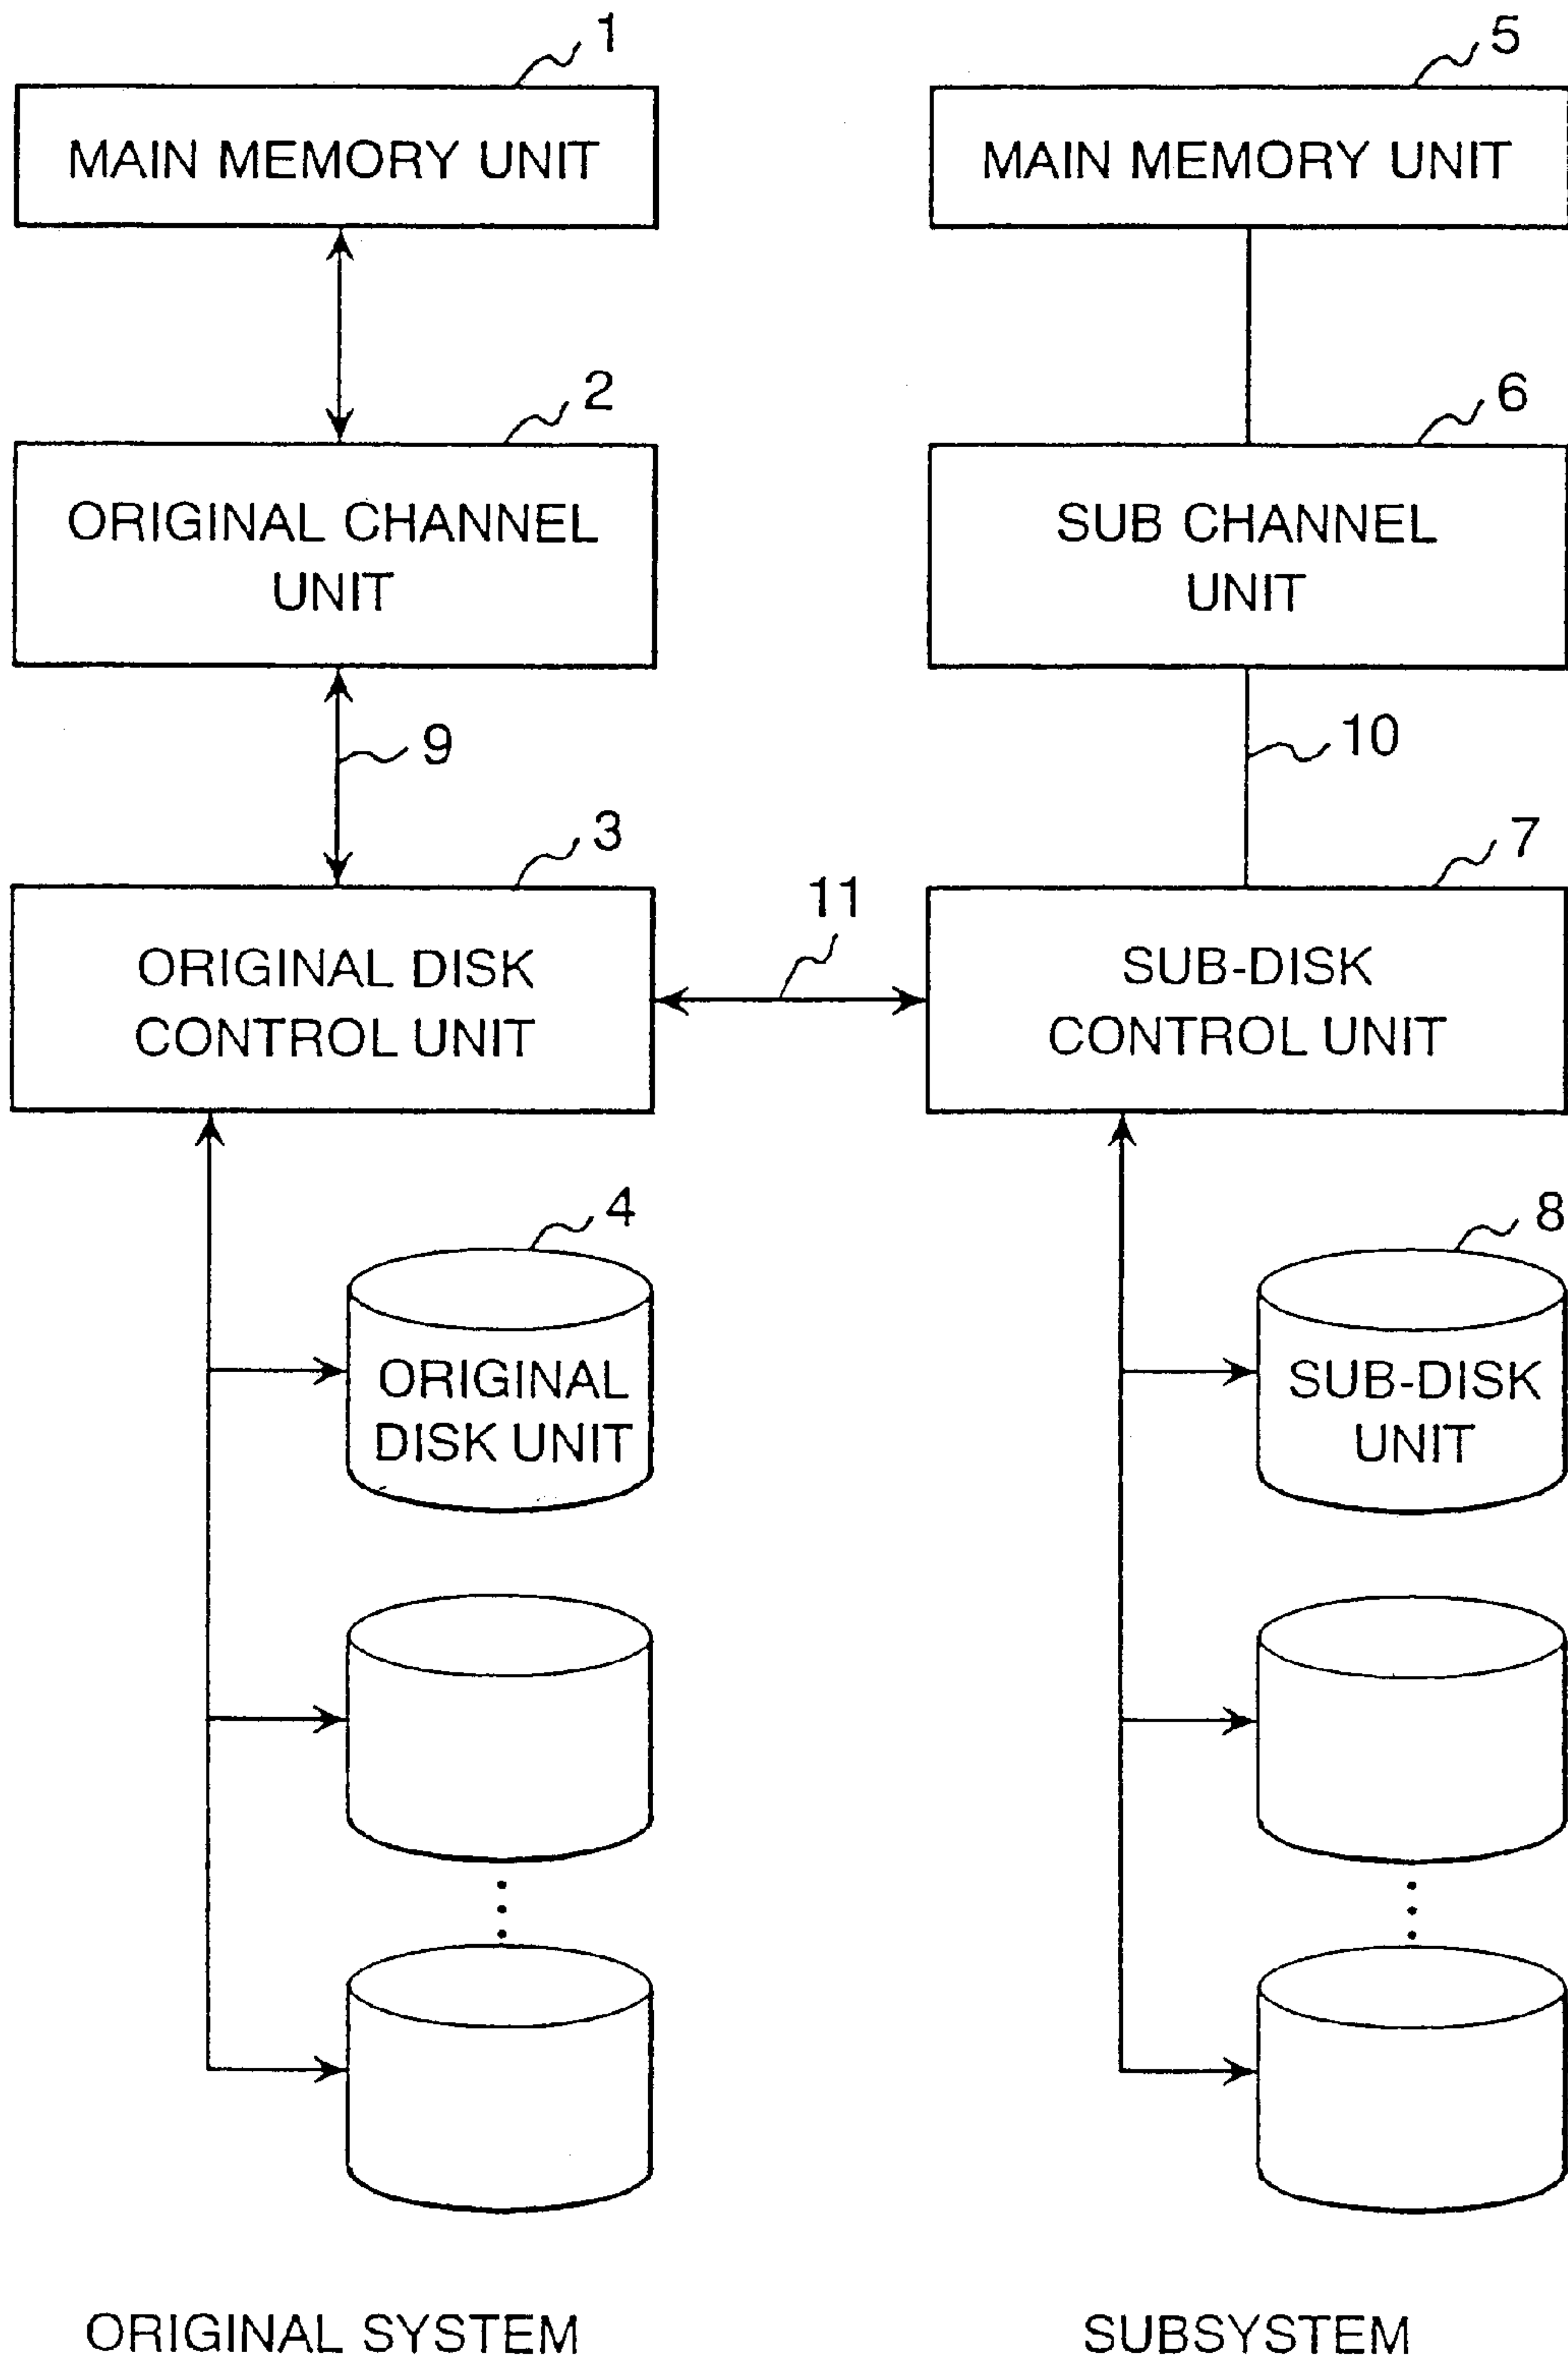 1
5
MAIN MEMORY UNIT
MAIN MEMORY UNIT
2
6
ORIGINAL CHANNEL
UNIT
SUB CHANNEL
UNIT
9
10
3
7
11
ORIGINAL DISK
CONTROL UNIT
SUB-DISK
CONTROL UNIT
4
8
ORIGINAL
DISK UNIT
SUB-DISK
UNIT
ORIGINAL SYSTEM
SUBSYSTEM